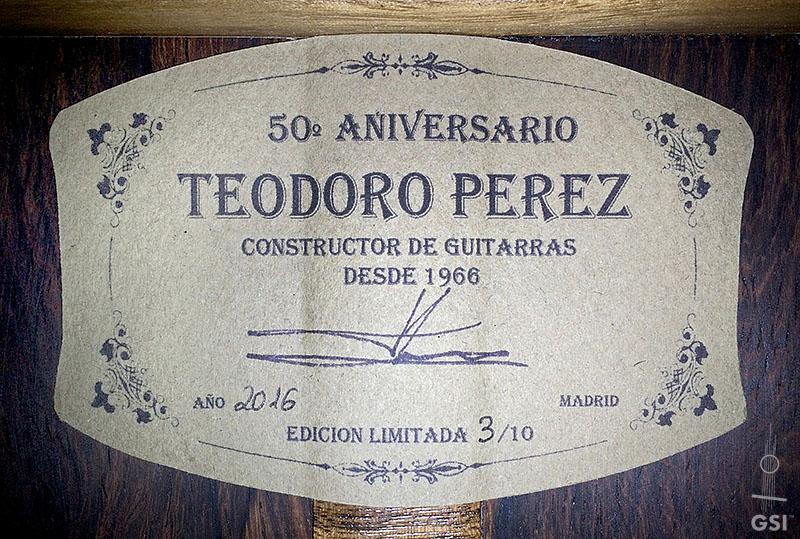 50º ANIVERSARIO
TEODORO PEREZ
CONSTRUCTOR DE GUITARRAS
DESDE 1966
AÑO 2016 MADRID
EDICION LIMITADA 3/10
GSI